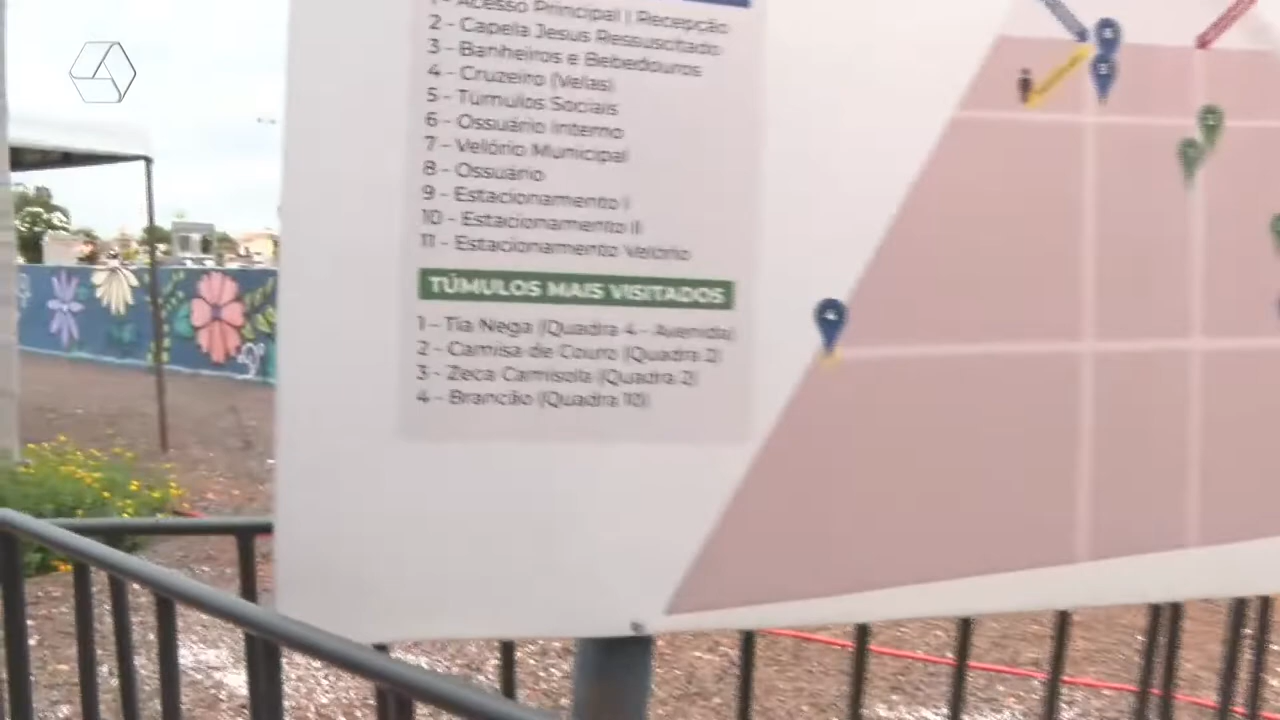 1 - Acesso Principal | Recepção
2 - Capela Jesus Ressuscitado
3 - Banheiros e Bebedouros
4 - Cruzeiro (Velas)
5 - Túmulos Sociais
6 - Ossuário Interno
7 - Velório Municipal
8 - Ossuário
9 - Estacionamento I
10 - Estacionamento II
11 - Estacionamento Velório
TÚMULOS MAIS VISITADOS
1 - Tia Nega (Quadra 4 - Avenida)
2 - Camisa de Couro (Quadra 2)
3 - Zeca Camisola (Quadra 2)
4 - Brancão (Quadra 10)
4